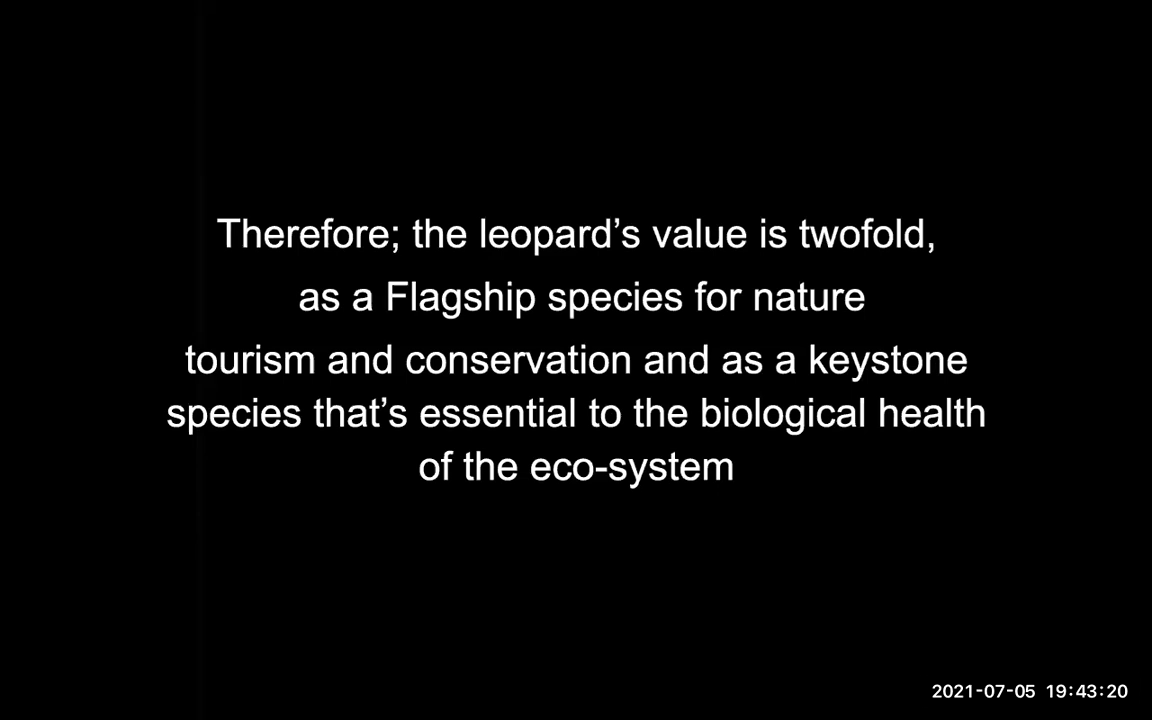 Therefore; the leopard’s value is twofold,
as a Flagship species for nature
tourism and conservation and as a keystone
species that’s essential to the biological health
of the eco-system
2021-07-05 19:43:20